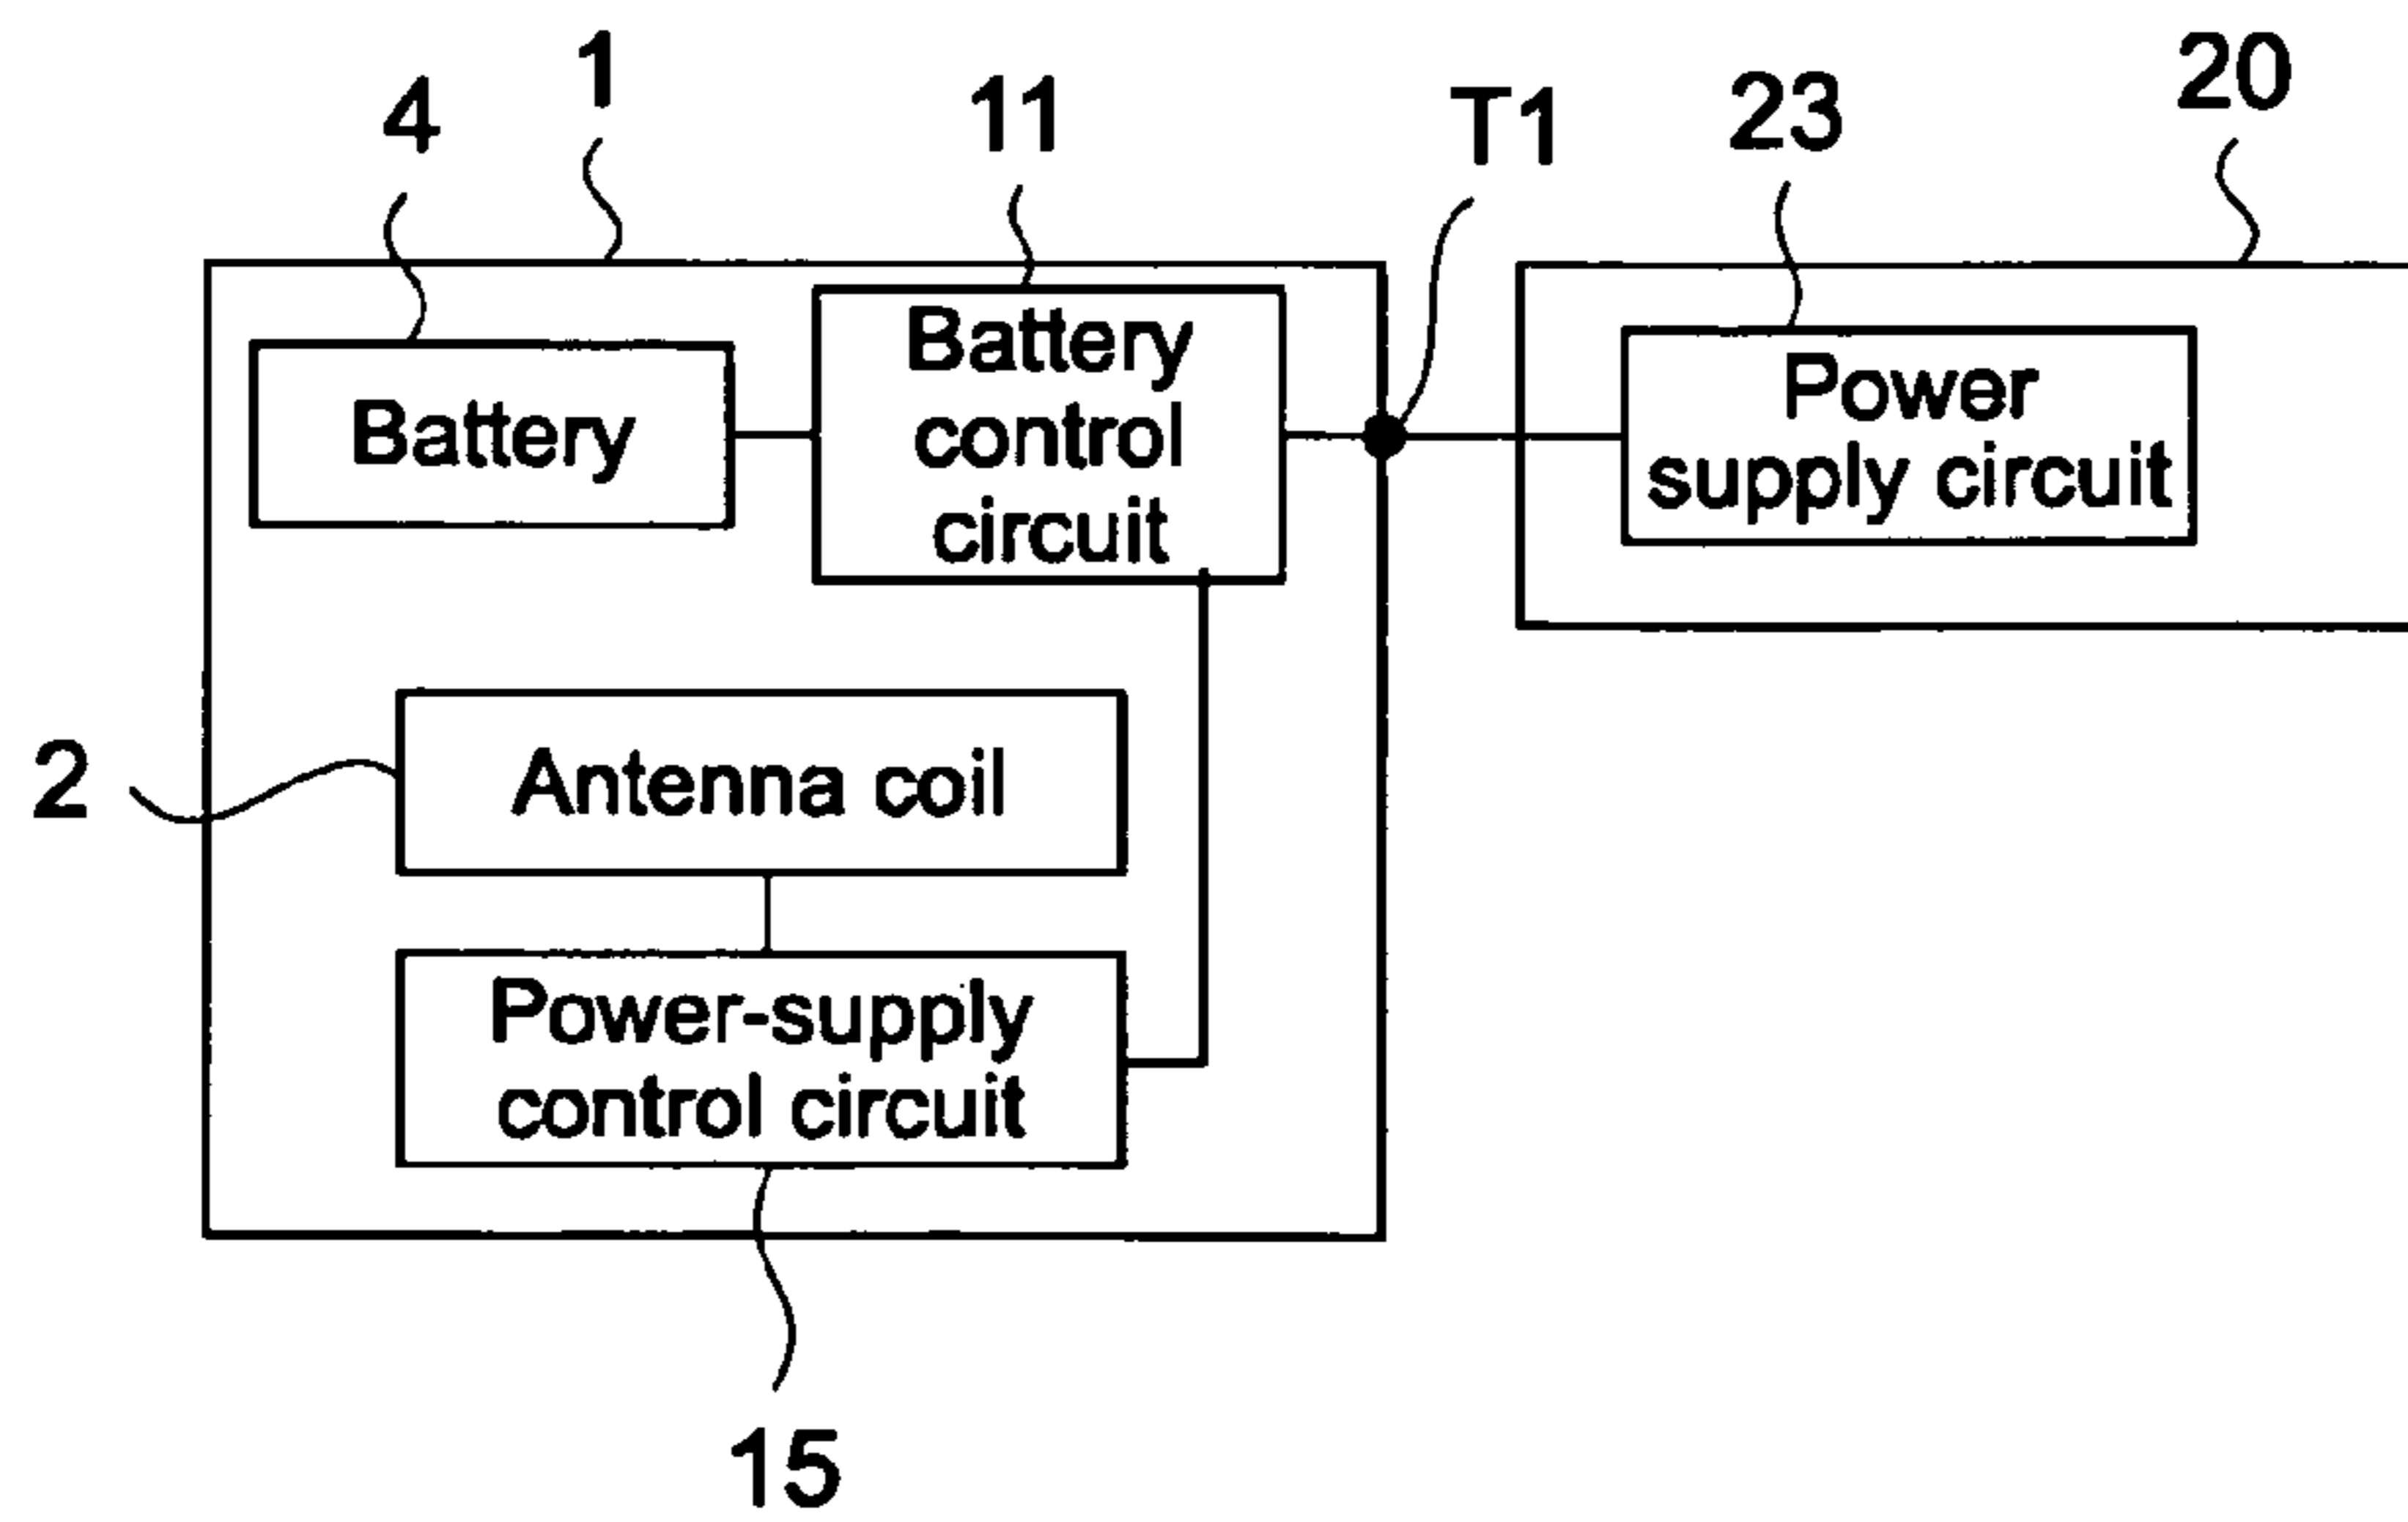 1
20
4
11
T1
23
Battery
control
circuit
Battery
Power
supply circuit
2
Antenna coil
Power-supply
control circuit
15